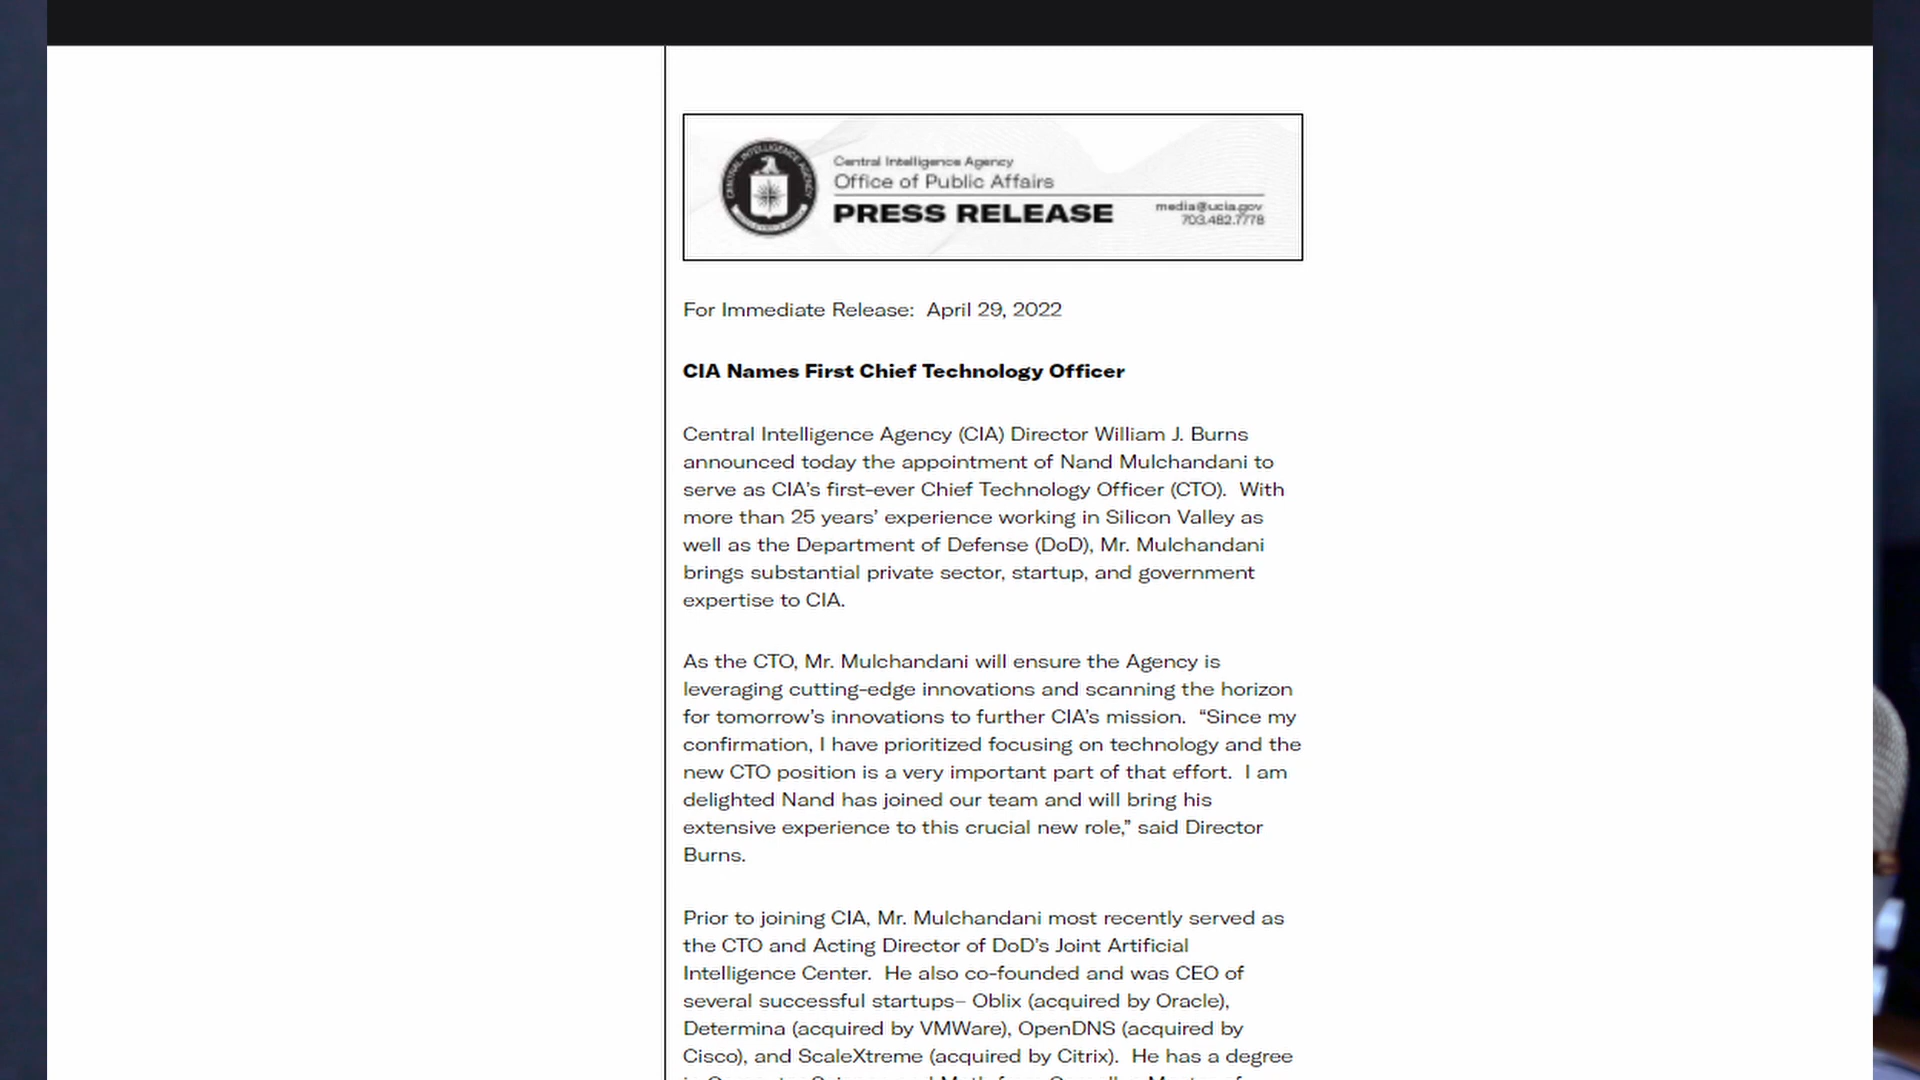 CENTRAL INTELLIGENCE AGENCY
Central Intelligence Agency
Office of Public Affairs
PRESS RELEASE
media@ucia.gov
703.482.7778
For Immediate Release:  April 29, 2022
CIA Names First Chief Technology Officer
Central Intelligence Agency (CIA) Director William J. Burns
announced today the appointment of Nand Mulchandani to
serve as CIA’s first-ever Chief Technology Officer (CTO).  With
more than 25 years’ experience working in Silicon Valley as
well as the Department of Defense (DoD), Mr. Mulchandani
brings substantial private sector, startup, and government
expertise to CIA.
As the CTO, Mr. Mulchandani will ensure the Agency is
leveraging cutting-edge innovations and scanning the horizon
for tomorrow’s innovations to further CIA’s mission.  “Since my
confirmation, I have prioritized focusing on technology and the
new CTO position is a very important part of that effort.  I am
delighted Nand has joined our team and will bring his
extensive experience to this crucial new role,” said Director
Burns.
Prior to joining CIA, Mr. Mulchandani most recently served as
the CTO and Acting Director of DoD’s Joint Artificial
Intelligence Center.  He also co-founded and was CEO of
several successful startups– Oblix (acquired by Oracle),
Determina (acquired by VMWare), OpenDNS (acquired by
Cisco), and ScaleXtreme (acquired by Citrix).  He has a degree